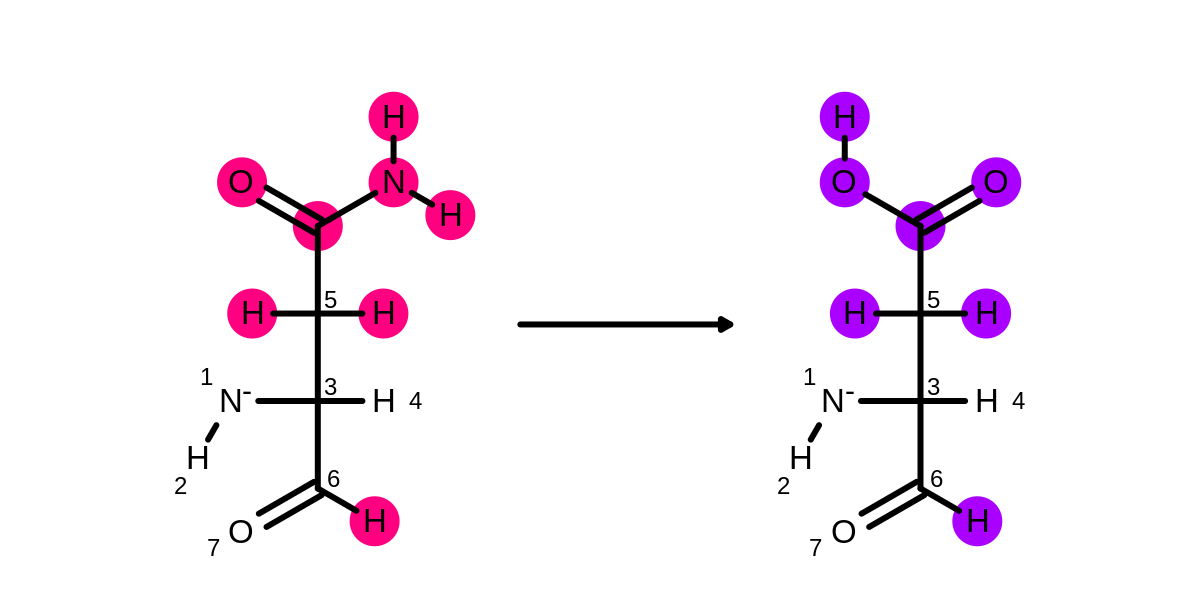 H H
O N O O
H
5 5
H H H H
1 3 1 3
N- H 4 N- H 4
H H
2 6 2 6
O H O H
7 7